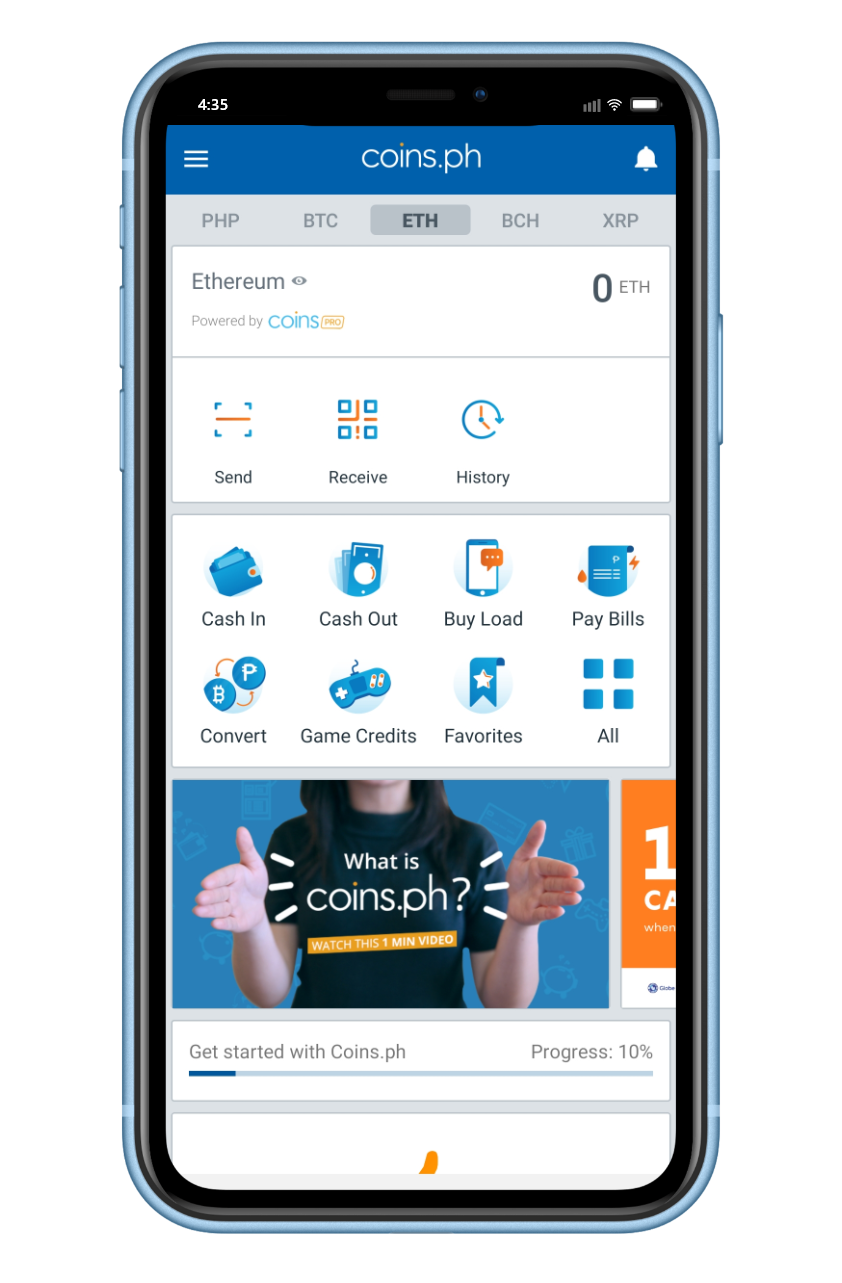 4:35
coins.ph
PHP BTC ETH BCH XRP
Ethereum
0 ETH
Powered by coins PRO
Send Receive History
Cash In Cash Out Buy Load Pay Bills
Convert Game Credits Favorites All
What is
coins.ph?
WATCH THIS 1 MIN VIDEO
1
CA
when
Globe
Get started with Coins.ph Progress: 10%